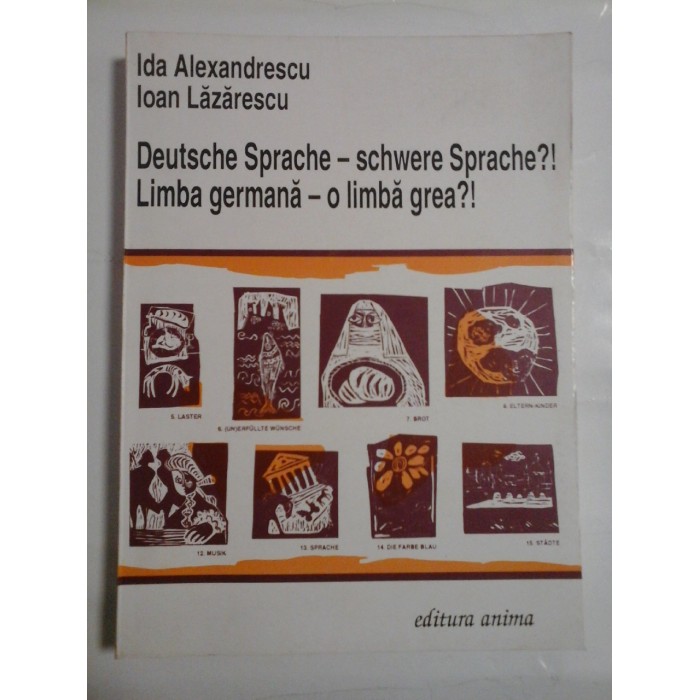 Ida Alexandrescu
Ioan Lăzărescu
Deutsche Sprache – schwere Sprache?!
Limba germană – o limbă grea?!
5. LASTER
6. (UN)ERFÜLLTE WÜNSCHE
7. BROT
8. ELTERN-KINDER
12. MUSIK
13. SPRACHE
14. DIE FARBE BLAU
15. STÄDTE
editura anima